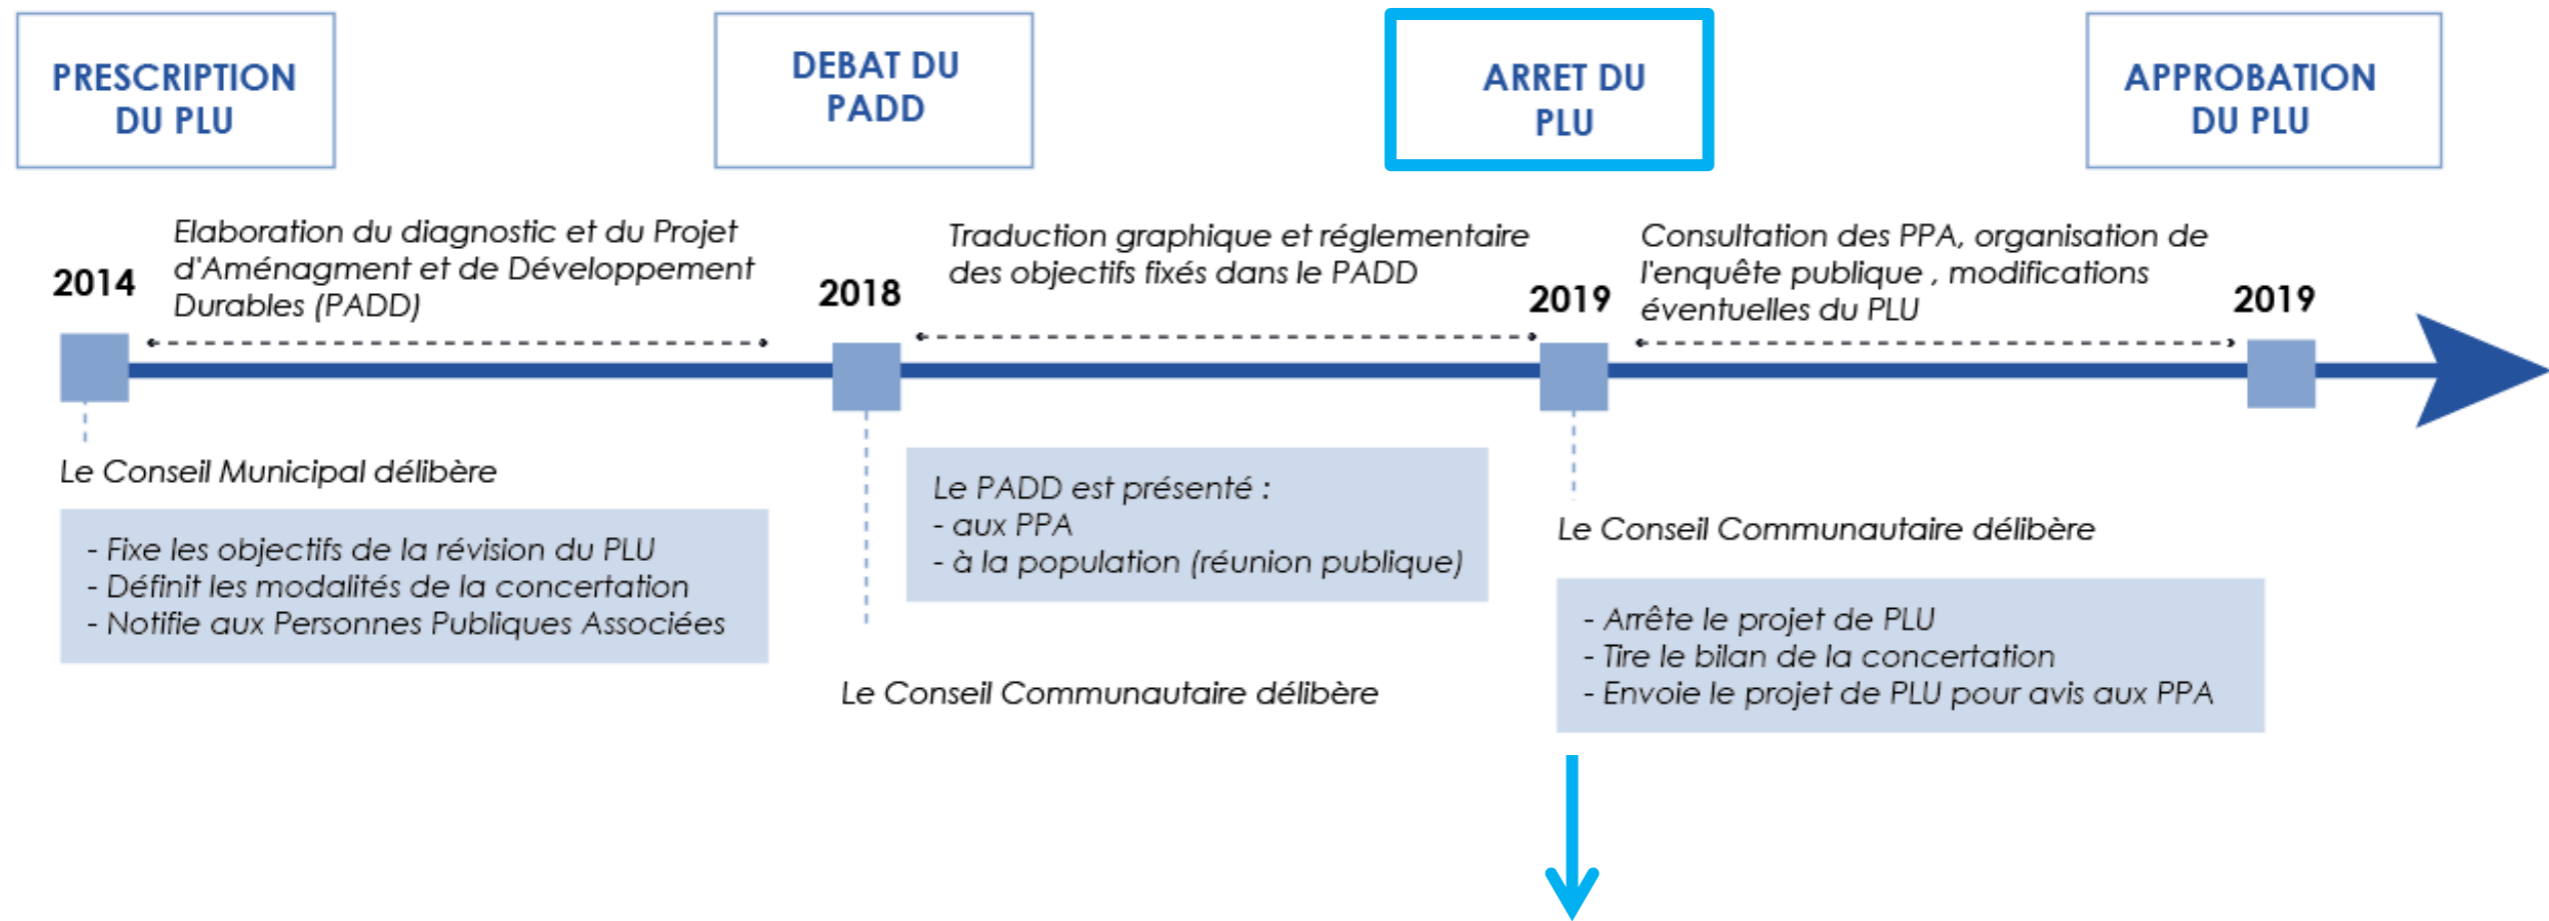 PRESCRIPTION
DU PLU
DEBAT DU
PADD
ARRET DU
PLU
APPROBATION
DU PLU
2014
Elaboration du diagnostic et du Projet
d'Aménagment et de Développement
Durables (PADD)
2018
Traduction graphique et réglementaire
des objectifs fixés dans le PADD
2019
Consultation des PPA, organisation de
l'enquête publique , modifications
éventuelles du PLU
2019
Le Conseil Municipal délibère
- Fixe les objectifs de la révision du PLU
- Définit les modalités de la concertation
- Notifie aux Personnes Publiques Associées
Le PADD est présenté :
- aux PPA
- à la population (réunion publique)
Le Conseil Communautaire délibère
Le Conseil Communautaire délibère
- Arrête le projet de PLU
- Tire le bilan de la concertation
- Envoie le projet de PLU pour avis aux PPA